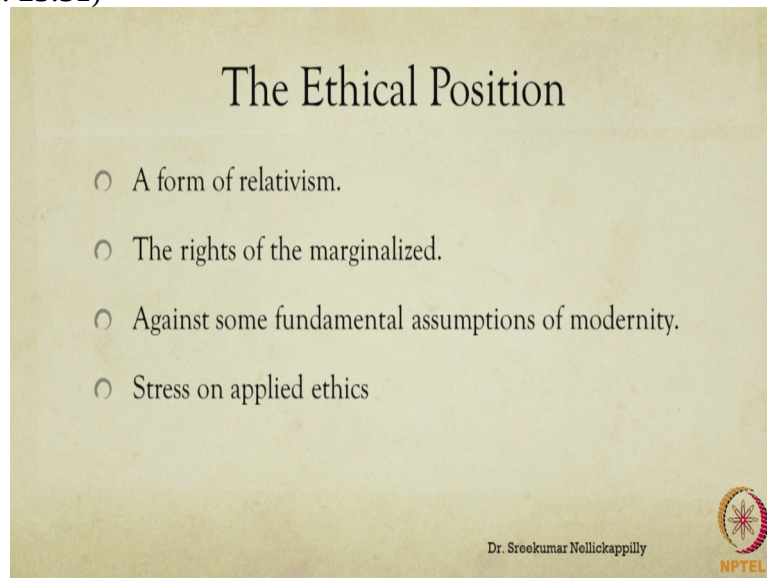 The Ethical Position
A form of relativism.
The rights of the marginalized.
Against some fundamental assumptions of modernity.
Stress on applied ethics
Dr. Sreekumar Nellickappilly
NPTEL